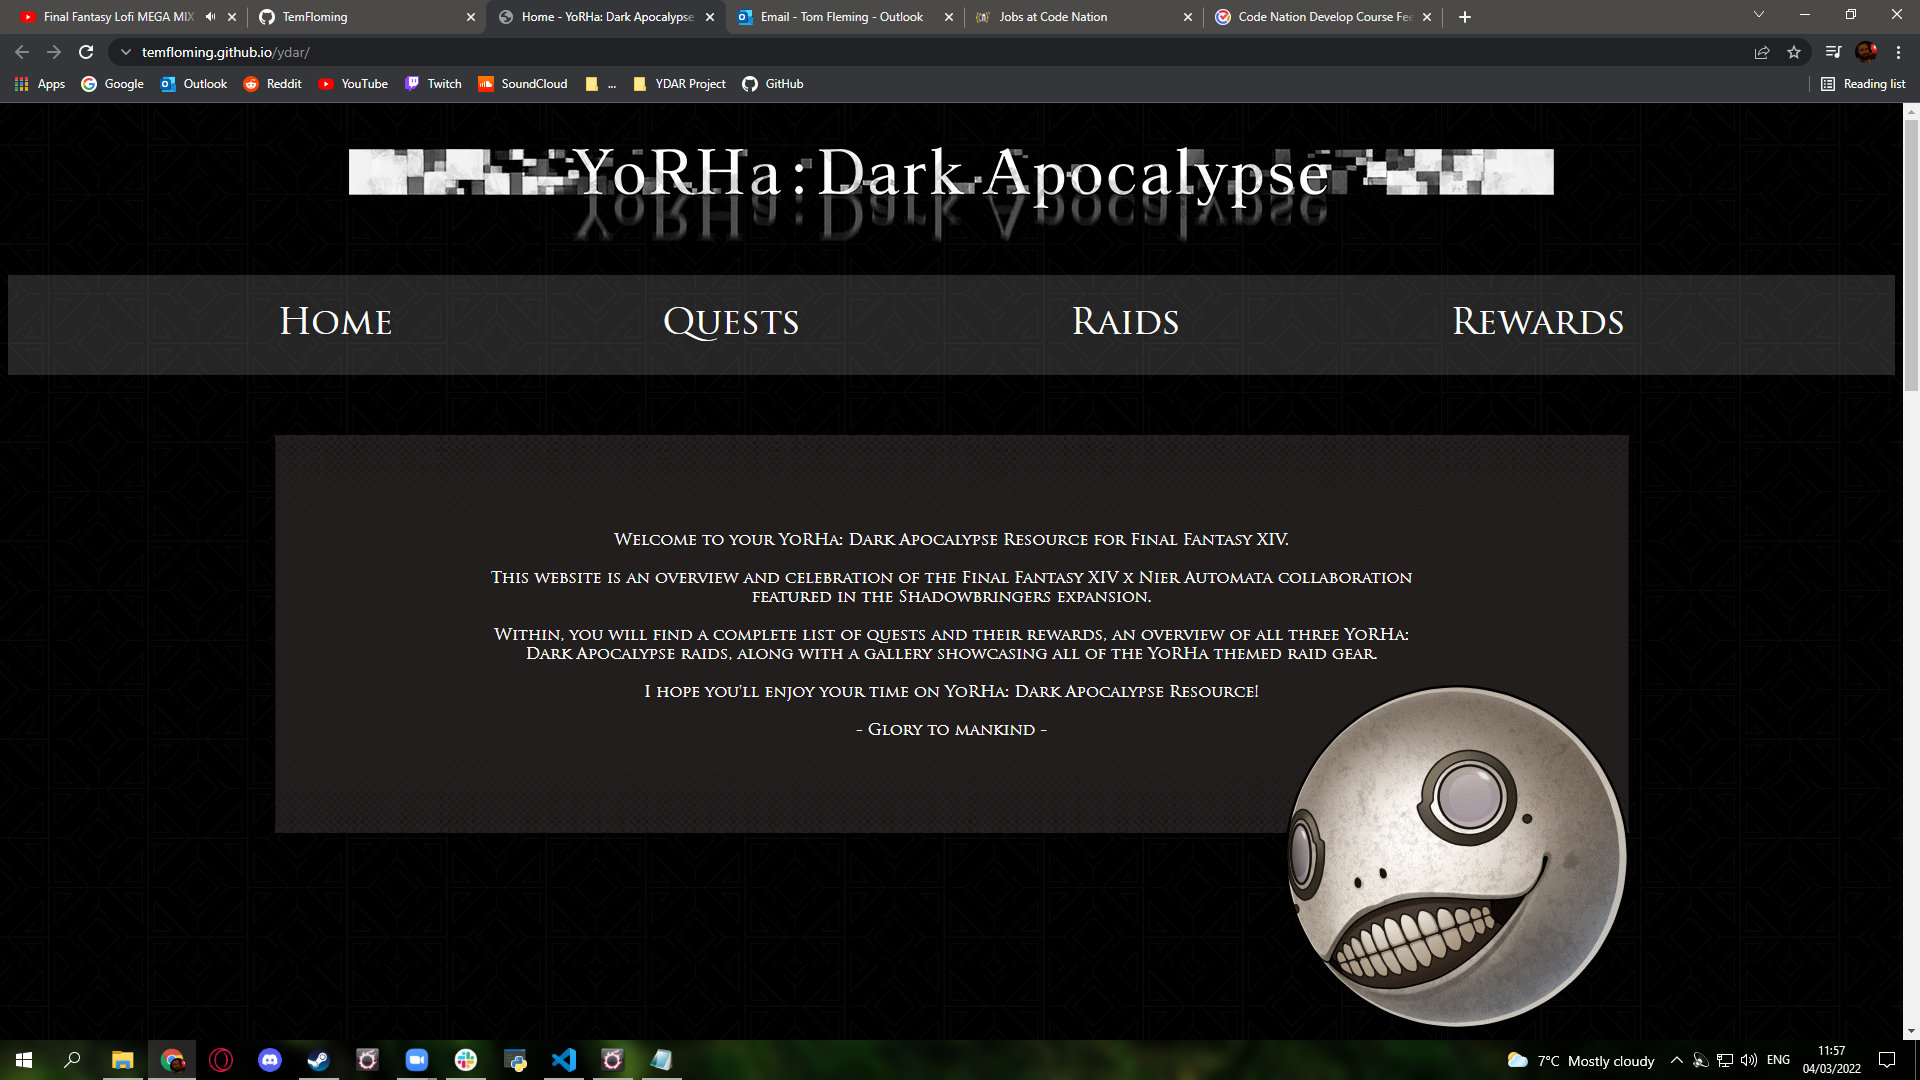 Final Fantasy Lofi MEGA MIX
TemFloming
Home - YoRHa: Dark Apocalypse
Email - Tom Fleming - Outlook
Jobs at Code Nation
Code Nation Develop Course Fee
temfloming.github.io/ydar/
Apps
Google
Outlook
Reddit
YouTube
Twitch
SoundCloud
...
YDAR Project
GitHub
Reading list
YoRHa:Dark Apocalypse
Home
Quests
Raids
Rewards
Welcome to your YoRHa: Dark Apocalypse Resource for Final Fantasy XIV.
This website is an overview and celebration of the Final Fantasy XIV x Nier Automata collaboration
featured in the Shadowbringers expansion.
Within, you will find a complete list of quests and their rewards, an overview of all three YoRHa:
Dark Apocalypse raids, along with a gallery showcasing all of the YoRHa themed raid gear.
I hope you'll enjoy your time on YoRHa: Dark Apocalypse Resource!
- Glory to mankind -
7°C Mostly cloudy
ENG
11:57
04/03/2022